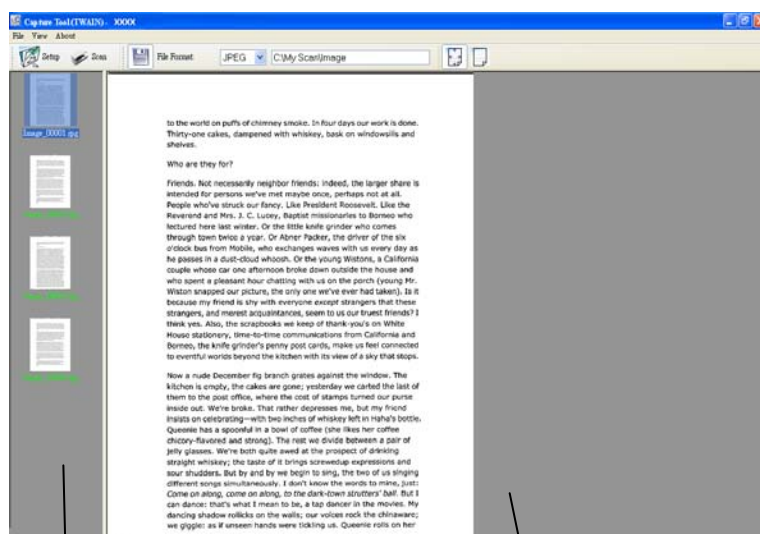 Capture Tool(TWAIN) - XXXX
File View About
Setup Scan File Format JPEG C:\My Scan\Image
Image_00001.jpg
to the world on puffs of chimney smoke. In four days our work is done.
Thirty-one cakes, dampened with whiskey, bask on windowsills and
shelves.
Who are they for?
Friends. Not necessarily neighbor friends: indeed, the larger share is
intended for persons we've met maybe once, perhaps not at all.
People who've struck our fancy. Like President Roosevelt. Like the
Reverend and Mrs. J. C. Lucey, Baptist missionaries to Borneo who
lectured here last winter. Or the little knife grinder who comes
through town twice a year. Or Abner Packer, the driver of the six
o'clock bus from Mobile, who exchanges waves with us every day as
he passes in a dust-cloud whoosh. Or the young Wistons, a California
couple whose car one afternoon broke down outside the house and
who spent a pleasant hour chatting with us on the porch (young Mr.
Wiston snapped our picture, the only one we've ever had taken). Is it
because my friend is shy with everyone except strangers that these
strangers, and merest acquaintances, seem to us our truest friends? I
think yes. Also, the scrapbooks we keep of thank-you's on White
House stationery, time-to-time communications from California and
Borneo, the knife grinder's penny post cards, make us feel connected
to eventful worlds beyond the kitchen with its view of a sky that stops.
Now a nude December fig branch grates against the window. The
kitchen is empty, the cakes are gone; yesterday we carted the last of
them to the post office, where the cost of stamps turned our purse
inside out. We're broke. That rather depresses me, but my friend
insists on celebrating—with two inches of whiskey left in Haha's bottle.
Queenie has a spoonful in a bowl of coffee (she likes her coffee
chicory-flavored and strong). The rest we divide between a pair of
jelly glasses. We're both quite awed at the prospect of drinking
straight whiskey; the taste of it brings screwedup expressions and
sour shudders. But by and by we begin to sing, the two of us singing
different songs simultaneously. I don't know the words to mine, just:
Come on along, come on along, to the dark-town strutters' ball. But I
can dance: that's what I mean to be, a tap dancer in the movies. My
dancing shadow rollicks on the walls; our voices rock the chinaware;
we giggle: as if unseen hands were tickling us. Queenie rolls on her